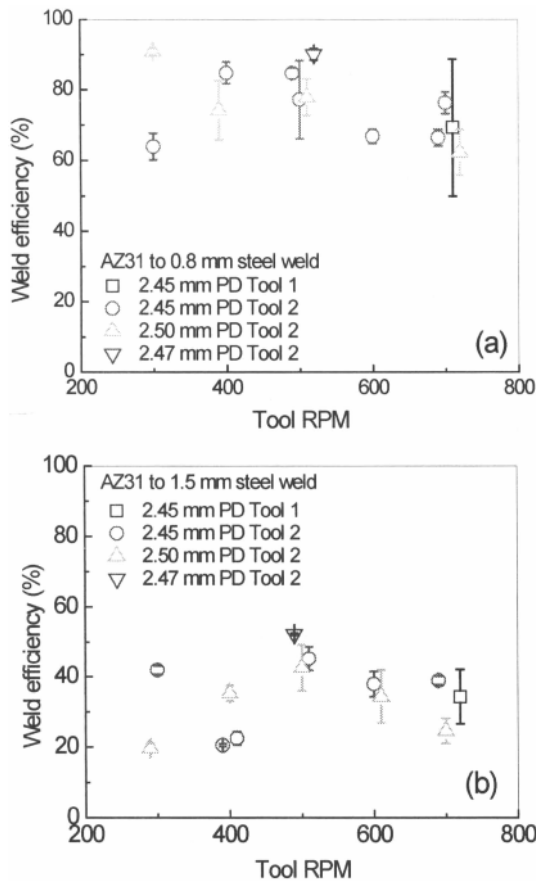 100
80
60
40
20
0
Weld efficiency (%)
AZ31 to 0.8 mm steel weld
2.45 mm PD Tool 1
2.45 mm PD Tool 2
2.50 mm PD Tool 2
2.47 mm PD Tool 2
(a)
200 400 600 800
Tool RPM
100
80
60
40
20
0
Weld efficiency (%)
AZ31 to 1.5 mm steel weld
2.45 mm PD Tool 1
2.45 mm PD Tool 2
2.50 mm PD Tool 2
2.47 mm PD Tool 2
(b)
200 400 600 800
Tool RPM